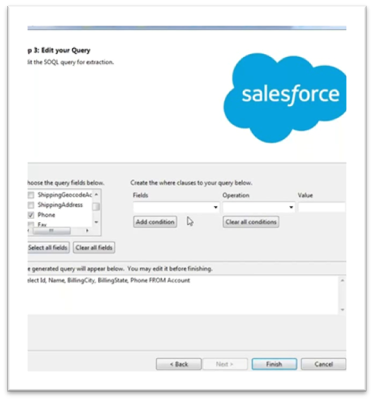 p 3: Edit your Query
lit the SOQL query for extraction.
salesforce
hoose the query fields below.
Create the where clauses to your query below.
Fields Operation Value
ShippingGeocodeAc
ShippingAddress
Phone
Fax
Add condition Clear all conditions
Select all fields Clear all fields
e generated query will appear below. You may edit it before finishing.
elect Id, Name, BillingCity, BillingState, Phone FROM Account
< Back Next > Finish Cancel